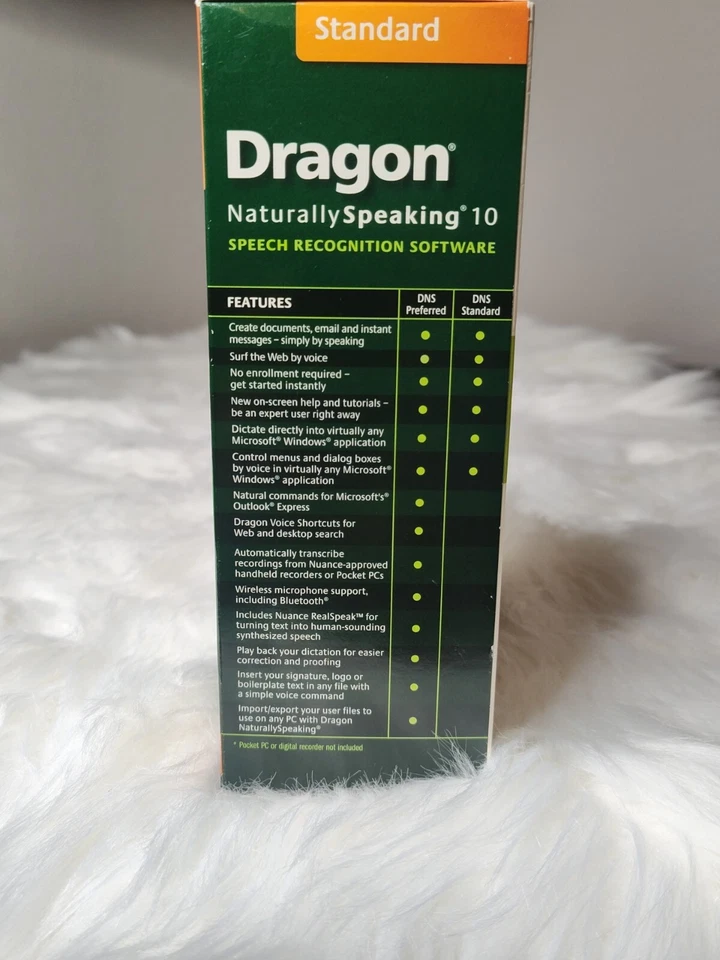 Standard
Dragon®
NaturallySpeaking® 10
SPEECH RECOGNITION SOFTWARE
FEATURES
DNS
Preferred
DNS
Standard
Create documents, email and instant
messages – simply by speaking
Surf the Web by voice
No enrollment required –
get started instantly
New on-screen help and tutorials –
be an expert user right away
Dictate directly into virtually any
Microsoft® Windows® application
Control menus and dialog boxes
by voice in virtually any Microsoft®
Windows® application
Natural commands for Microsoft's®
Outlook® Express
Dragon Voice Shortcuts for
Web and desktop search
Automatically transcribe
recordings from Nuance-approved
handheld recorders or Pocket PCs
Wireless microphone support,
including Bluetooth®
Includes Nuance RealSpeak™ for
turning text into human-sounding
synthesized speech
Play back your dictation for easier
correction and proofing
Insert your signature, logo or
boilerplate text in any file with
a simple voice command
Import/export your user files to
use on any PC with Dragon
NaturallySpeaking®
* Pocket PC or digital recorder not included